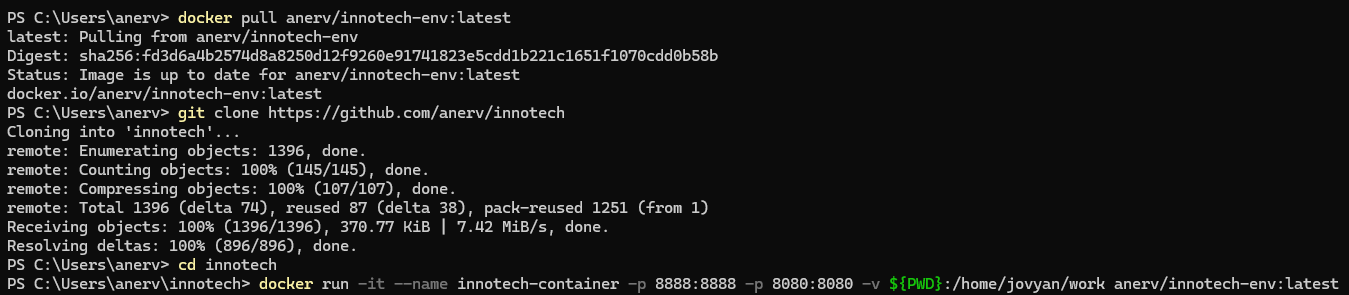 PS C:\Users\anerv> docker pull anerv/innotech-env:latest
latest: Pulling from anerv/innotech-env
Digest: sha256:fd3d6a4b2574d8a8250d12f9260e91741823e5cdd1b221c1651f1070cdd0b58b
Status: Image is up to date for anerv/innotech-env:latest
docker.io/anerv/innotech-env:latest
PS C:\Users\anerv> git clone https://github.com/anerv/innotech
Cloning into 'innotech'...
remote: Enumerating objects: 1396, done.
remote: Counting objects: 100% (145/145), done.
remote: Compressing objects: 100% (107/107), done.
remote: Total 1396 (delta 74), reused 87 (delta 38), pack-reused 1251 (from 1)
Receiving objects: 100% (1396/1396), 370.77 KiB | 7.42 MiB/s, done.
Resolving deltas: 100% (896/896), done.
PS C:\Users\anerv> cd innotech
PS C:\Users\anerv\innotech> docker run -it --name innotech-container -p 8888:8888 -p 8080:8080 -v ${PWD}:/home/jovyan/work anerv/innotech-env:latest